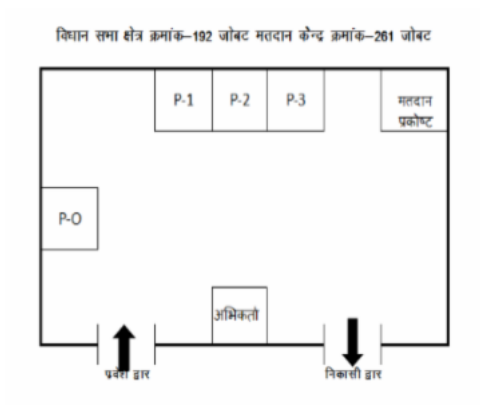 विधान सभा क्षेत्र क्रमांक–192 जोबट मतदान केन्द्र क्रमांक–261 जोबट
P-1 P-2 P-3 मतदान
प्रकोष्ट
P-O
अभिकर्ता
प्रवेश द्वार निकासी द्वार